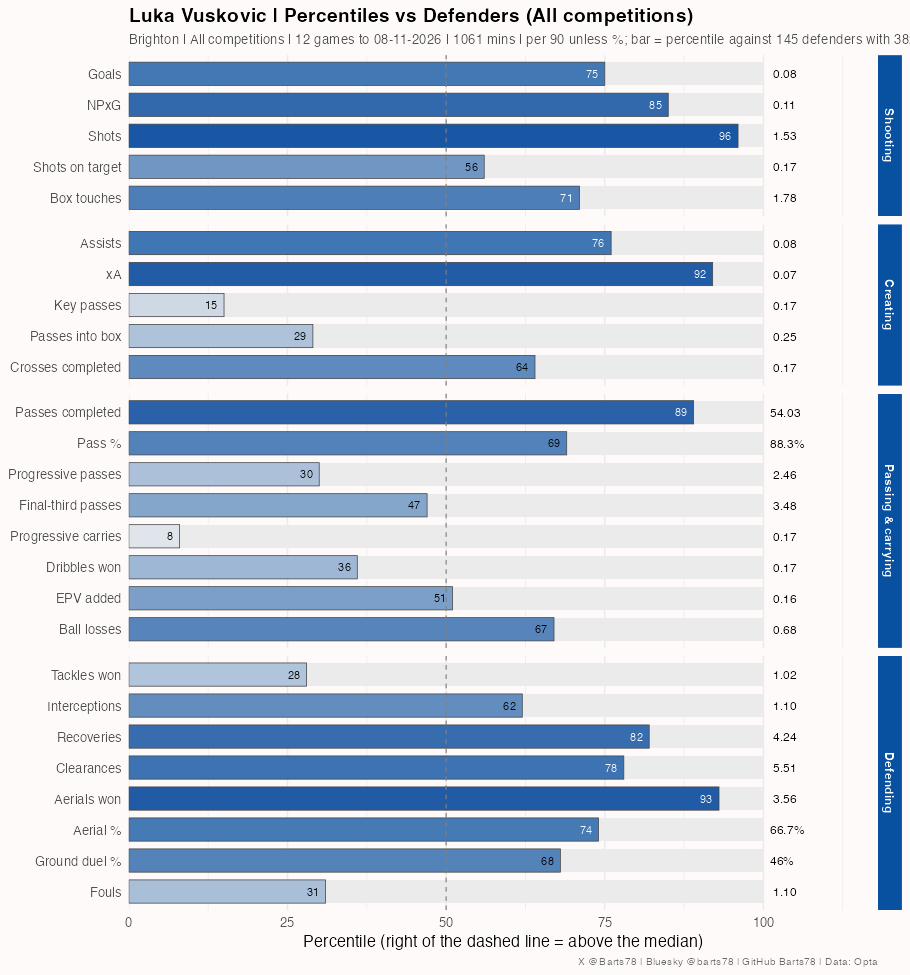 Luka Vuskovic | Percentiles vs Defenders (All competitions)
Brighton | All competitions | 12 games to 08-11-2026 | 1061 mins | per 90 unless %; bar = percentile against 145 defenders with 38
Goals 75 0.08
NPxG 85 0.11
Shots 96 1.53
Shots on target 56 0.17
Box touches 71 1.78
Shooting
Assists 76 0.08
xA 92 0.07
Key passes 15 0.17
Passes into box 29 0.25
Crosses completed 64 0.17
Creating
Passes completed 89 54.03
Pass % 69 88.3%
Progressive passes 30 2.46
Final-third passes 47 3.48
Progressive carries 8 0.17
Dribbles won 36 0.17
EPV added 51 0.16
Ball losses 67 0.68
Passing & carrying
Tackles won 28 1.02
Interceptions 62 1.10
Recoveries 82 4.24
Clearances 78 5.51
Aerials won 93 3.56
Aerial % 74 66.7%
Ground duel % 68 46%
Fouls 31 1.10
Defending
0 25 50 75 100
Percentile (right of the dashed line = above the median)
X @Barts78 | Bluesky @barts78 | GitHub Barts78 | Data: Opta